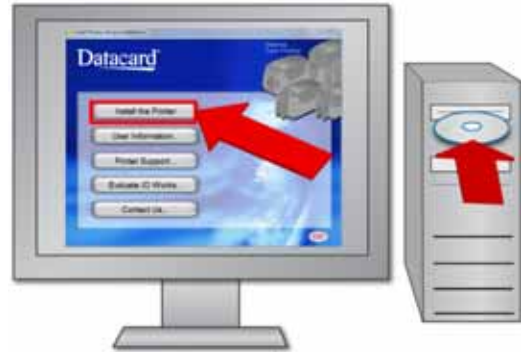 Datacard
Install the Printer
User Information...
Printer Support...
Evaluate ID Works...
Contact Us...